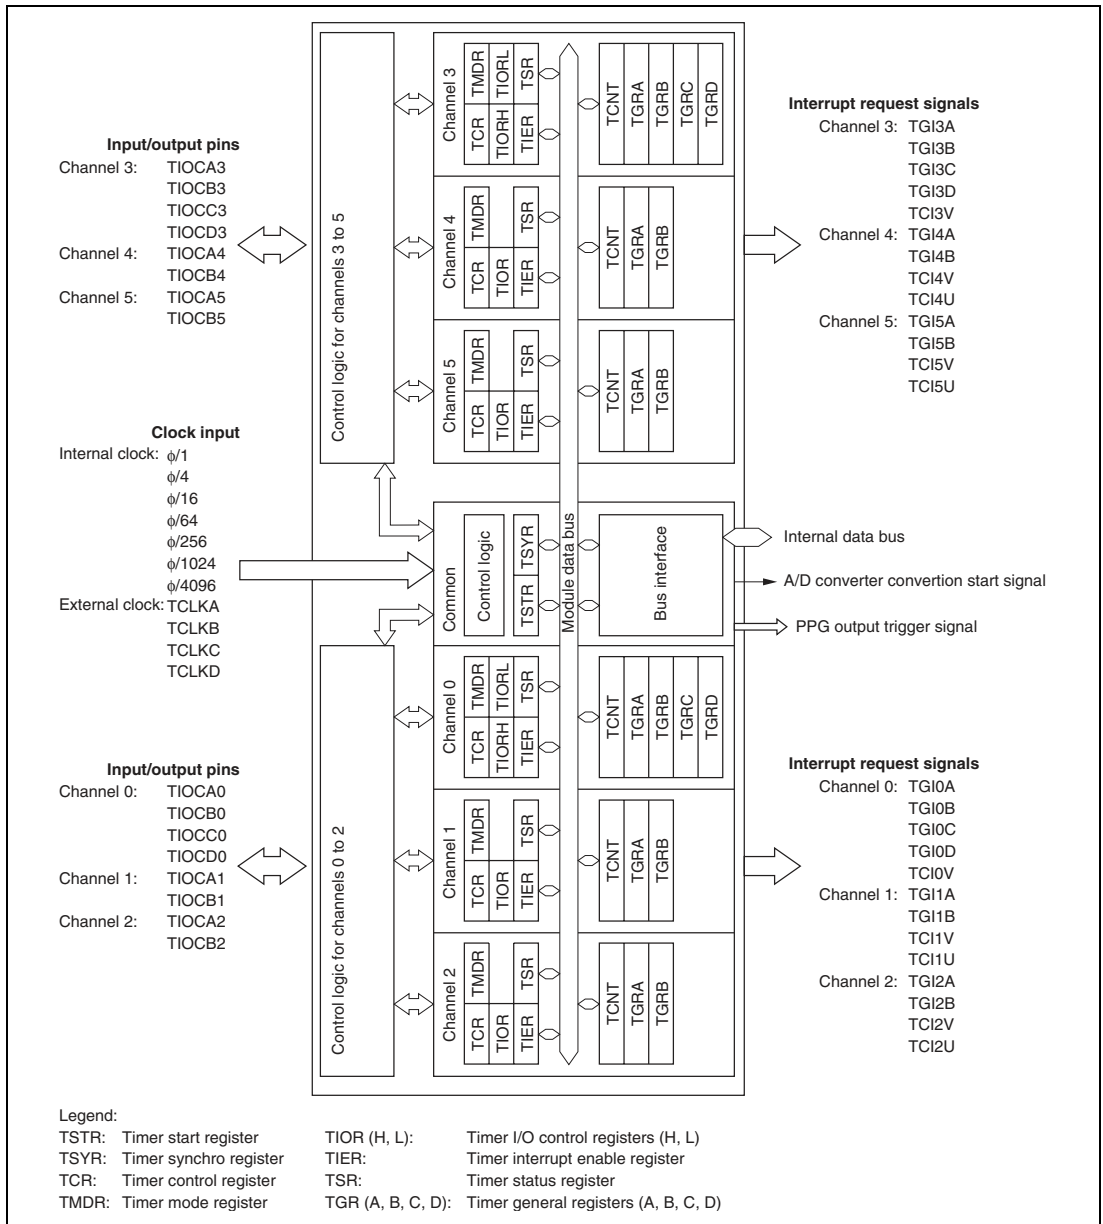 Input/output pins
Channel 3: TIOCA3
TIOCB3
TIOCC3
TIOCD3
Channel 4: TIOCA4
TIOCB4
Channel 5: TIOCA5
TIOCB5
Clock input
Internal clock: ϕ/1
ϕ/4
ϕ/16
ϕ/64
ϕ/256
ϕ/1024
ϕ/4096
External clock: TCLKA
TCLKB
TCLKC
TCLKD
Input/output pins
Channel 0: TIOCA0
TIOCB0
TIOCC0
TIOCD0
Channel 1: TIOCA1
TIOCB1
Channel 2: TIOCA2
TIOCB2
Control logic for channels 3 to 5
Control logic for channels 0 to 2
Channel 3
TCR TMDR
TIORH TIORL
TIER TSR
TCNT
TGRA
TGRB
TGRC
TGRD
Channel 4
TCR TMDR
TIOR
TIER TSR
TCNT
TGRA
TGRB
Channel 5
TCR TMDR
TIOR
TIER TSR
TCNT
TGRA
TGRB
Common
Control logic
TSTR TSYR
Module data bus
Bus interface
Channel 0
TCR TMDR
TIORH TIORL
TIER TSR
TCNT
TGRA
TGRB
TGRC
TGRD
Channel 1
TCR TMDR
TIOR
TIER TSR
TCNT
TGRA
TGRB
Channel 2
TCR TMDR
TIOR
TIER TSR
TCNT
TGRA
TGRB
Interrupt request signals
Channel 3: TGI3A
TGI3B
TGI3C
TGI3D
TCI3V
Channel 4: TGI4A
TGI4B
TCI4V
TCI4U
Channel 5: TGI5A
TGI5B
TCI5V
TCI5U
Internal data bus
A/D converter convertion start signal
PPG output trigger signal
Interrupt request signals
Channel 0: TGI0A
TGI0B
TGI0C
TGI0D
TCI0V
Channel 1: TGI1A
TGI1B
TCI1V
TCI1U
Channel 2: TGI2A
TGI2B
TCI2V
TCI2U
Legend:
TSTR: Timer start register TIOR (H, L): Timer I/O control registers (H, L)
TSYR: Timer synchro register TIER: Timer interrupt enable register
TCR: Timer control register TSR: Timer status register
TMDR: Timer mode register TGR (A, B, C, D): Timer general registers (A, B, C, D)